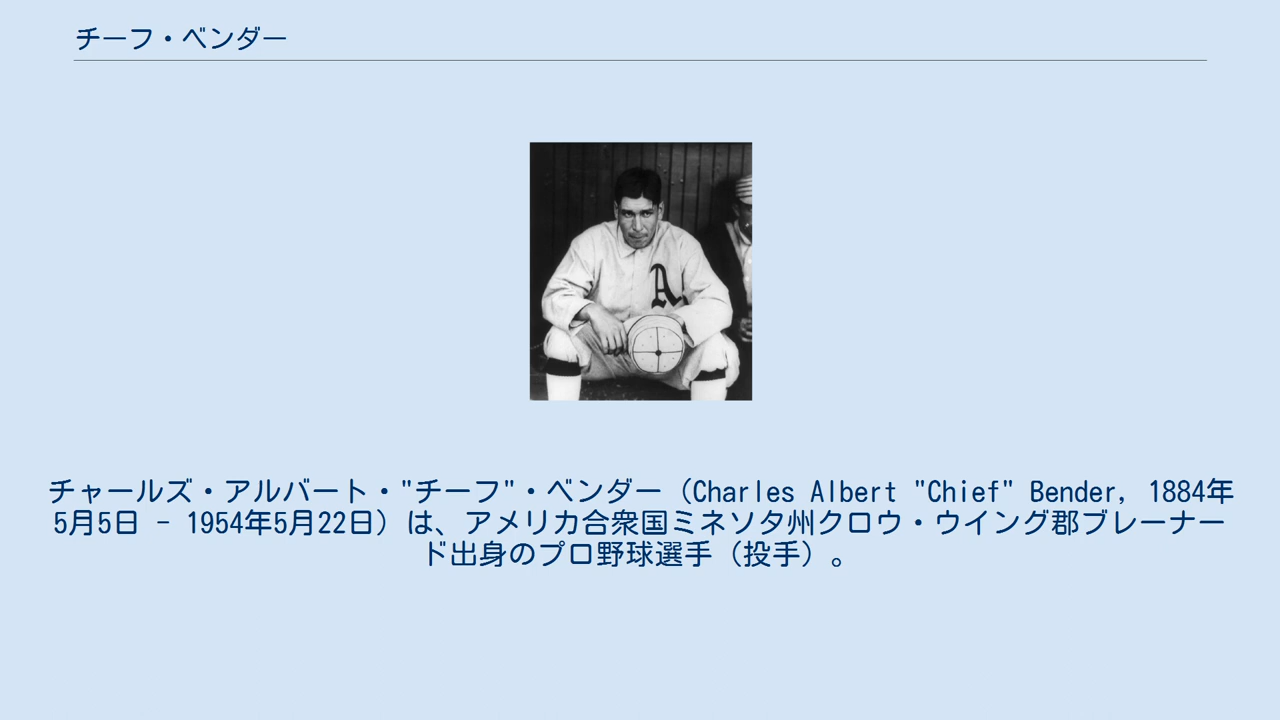 チーフ・ベンダー
A
チャールズ・アルバート・"チーフ"・ベンダー（Charles Albert "Chief" Bender, 1884年
5月5日 - 1954年5月22日）は、アメリカ合衆国ミネソタ州クロウ・ウイング郡ブレーナー
ド出身のプロ野球選手（投手）。